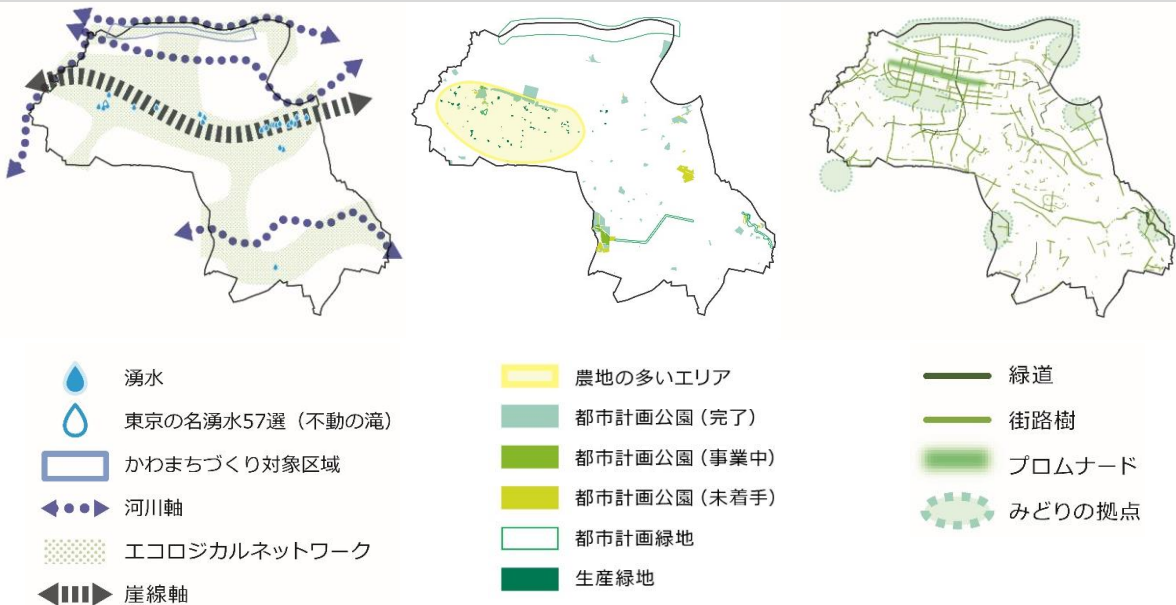 湧水
東京の名湧水57選（不動の滝）
かわまちづくり対象区域
河川軸
エコロジカルネットワーク
崖線軸
農地の多いエリア
都市計画公園（完了）
都市計画公園（事業中）
都市計画公園（未着手）
都市計画緑地
生産緑地
緑道
街路樹
プロムナード
みどりの拠点